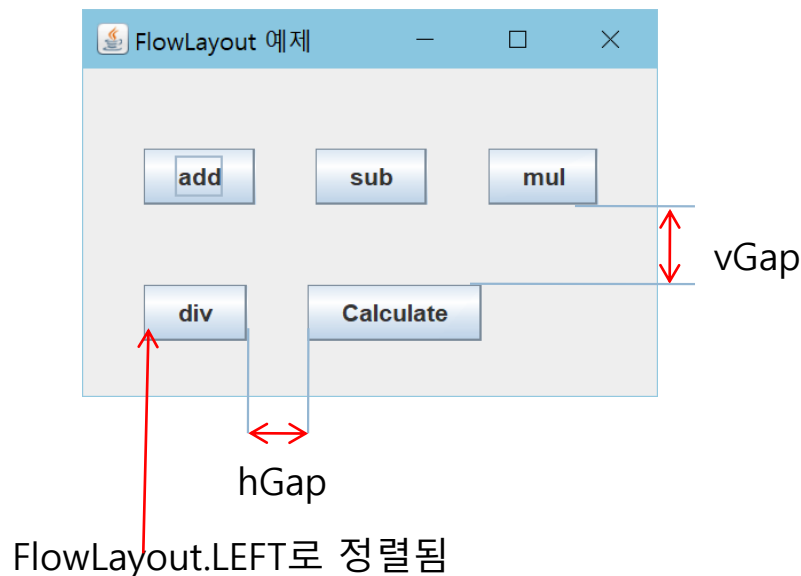 FlowLayout 예제
add
sub
mul
vGap
div
Calculate
hGap
FlowLayout.LEFT로 정렬됨